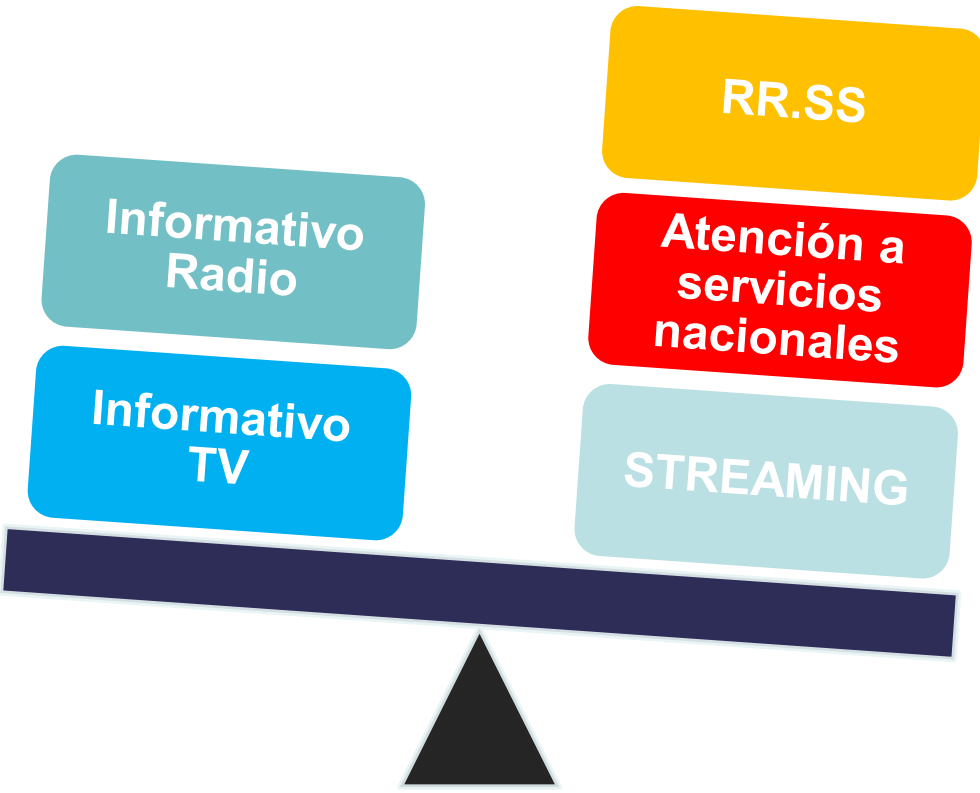 Informativo
Radio
Informativo
TV
RR.SS
Atención a
servicios
nacionales
STREAMING